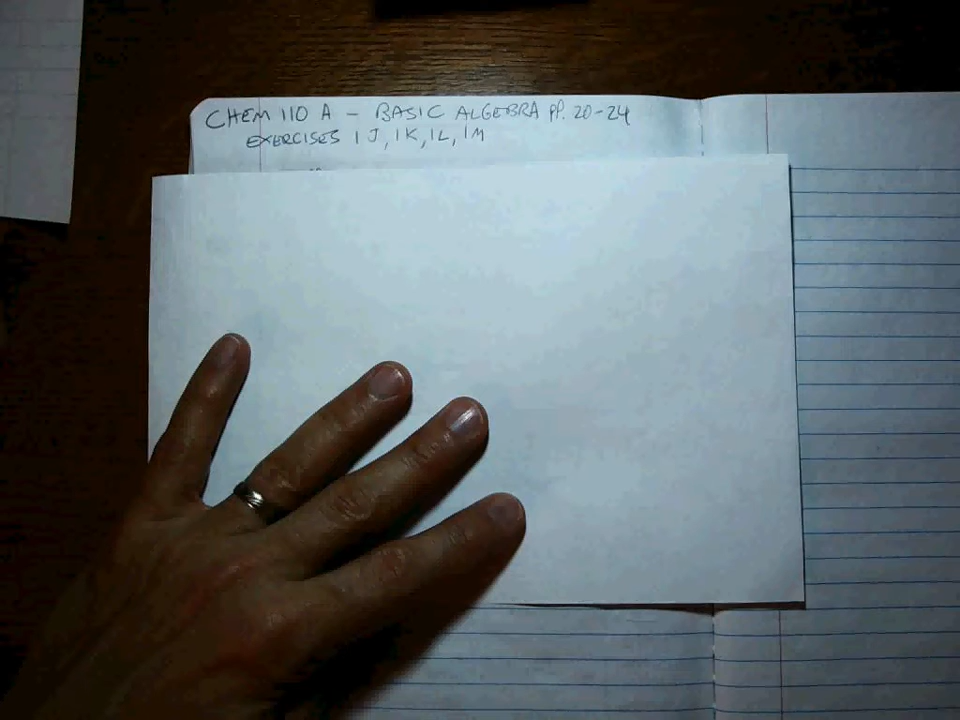 CHEM 110 A - BASIC ALGEBRA PP. 20-24
EXERCISES 1J, 1K, 1L, 1M